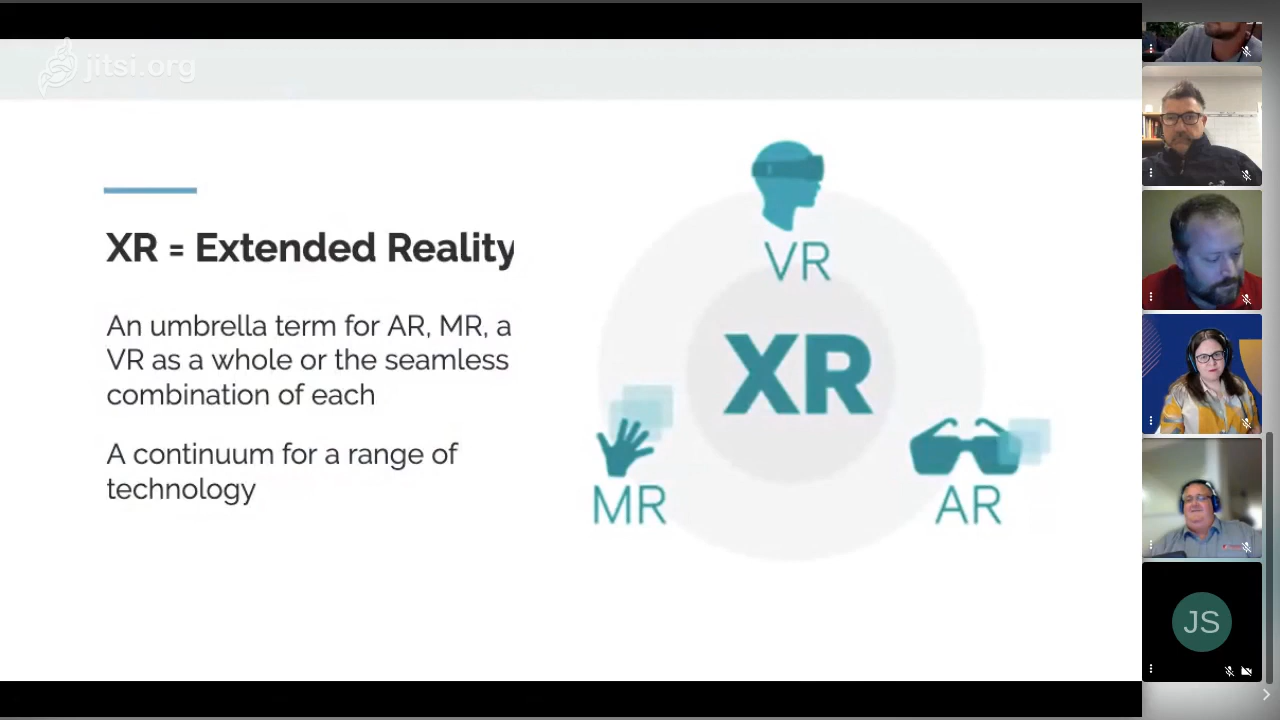 jitsi.org
XR = Extended Reality
An umbrella term for AR, MR, a
VR as a whole or the seamless
combination of each
A continuum for a range of
technology
VR
XR
MR
AR
JS